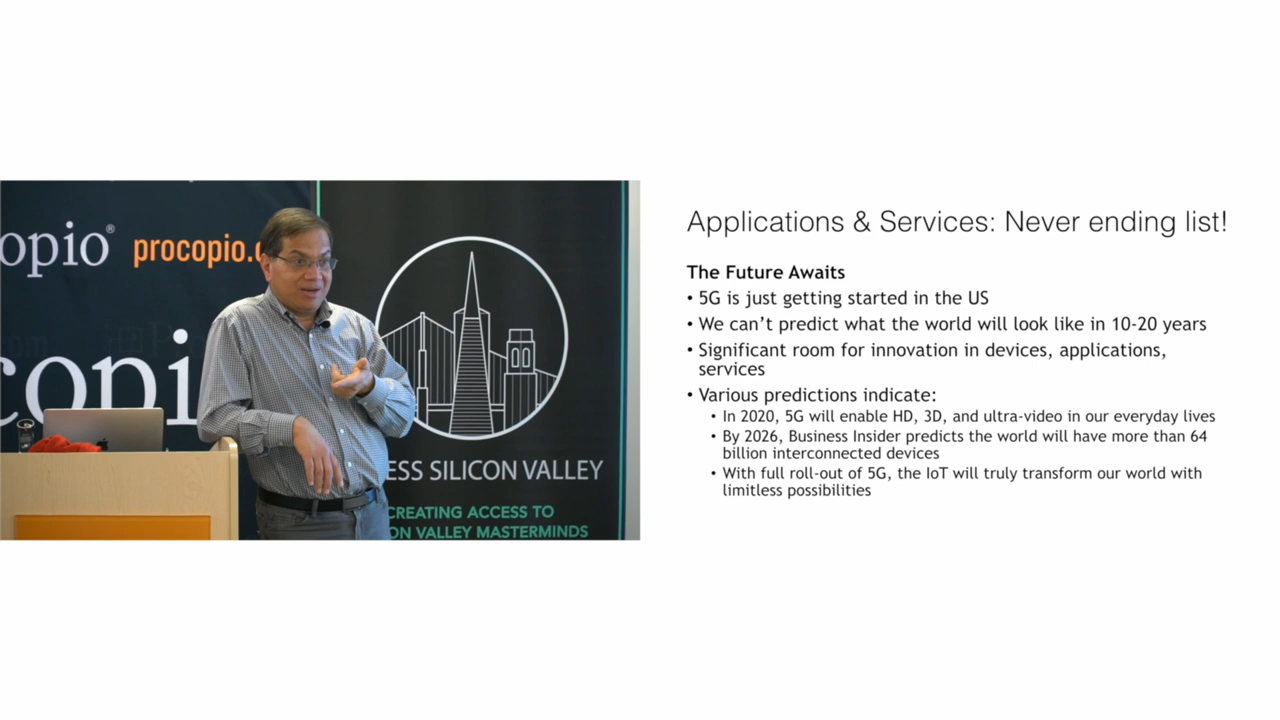 opio®
procopio.
copi
ESS SILICON VALLEY
CREATING ACCESS TO
ON VALLEY MASTERMINDS
Applications & Services: Never ending list!
The Future Awaits
• 5G is just getting started in the US
• We can’t predict what the world will look like in 10-20 years
• Significant room for innovation in devices, applications,
services
• Various predictions indicate:
• In 2020, 5G will enable HD, 3D, and ultra-video in our everyday lives
• By 2026, Business Insider predicts the world will have more than 64
billion interconnected devices
• With full roll-out of 5G, the IoT will truly transform our world with
limitless possibilities